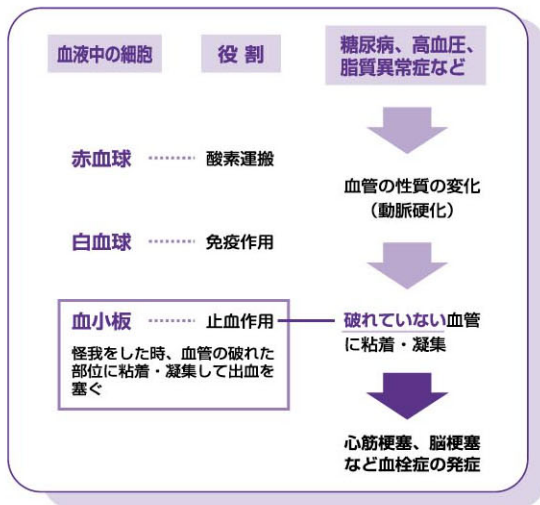 血液中の細胞
役割
赤血球 ········ 酸素運搬
白血球 ········ 免疫作用
血小板 ········ 止血作用
怪我をした時、血管の破れた
部位に粘着・凝集して出血を
塞ぐ
糖尿病、高血圧、
脂質異常症など
血管の性質の変化
（動脈硬化）
破れていない血管
に粘着・凝集
心筋梗塞、脳梗塞
など血栓症の発症